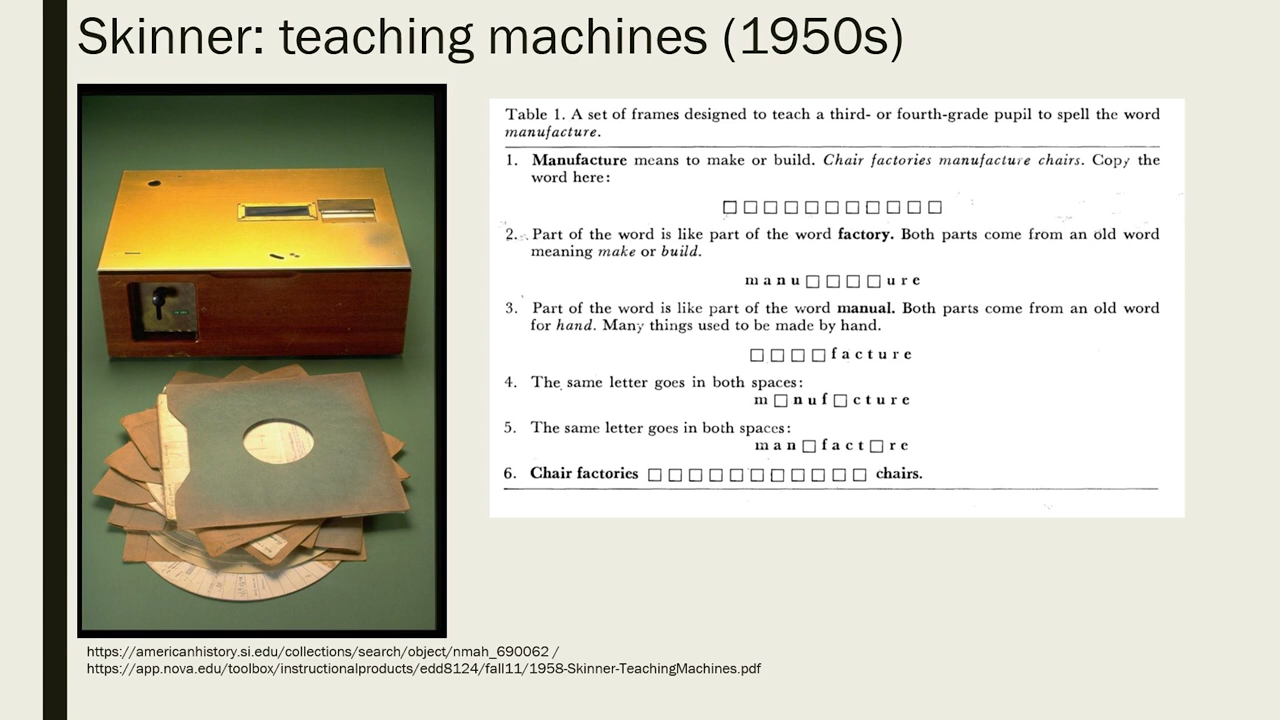 Skinner: teaching machines (1950s)
Table 1. A set of frames designed to teach a third- or fourth-grade pupil to spell the word
manufacture.
1. Manufacture means to make or build. Chair factories manufacture chairs. Copy the
word here:
□ □ □ □ □ □ □ □ □ □ □
2. Part of the word is like part of the word factory. Both parts come from an old word
meaning make or build.
m a n u □ □ □ □ u r e
3. Part of the word is like part of the word manual. Both parts come from an old word
for hand. Many things used to be made by hand.
□ □ □ □ f a c t u r e
4. The same letter goes in both spaces:
m □ n u f □ c t u r e
5. The same letter goes in both spaces:
m a n □ f a c t □ r e
6. Chair factories □ □ □ □ □ □ □ □ □ □ □ chairs.
https://americanhistory.si.edu/collections/search/object/nmah_690062 /
https://app.nova.edu/toolbox/instructionalproducts/edd8124/fall11/1958-Skinner-TeachingMachines.pdf